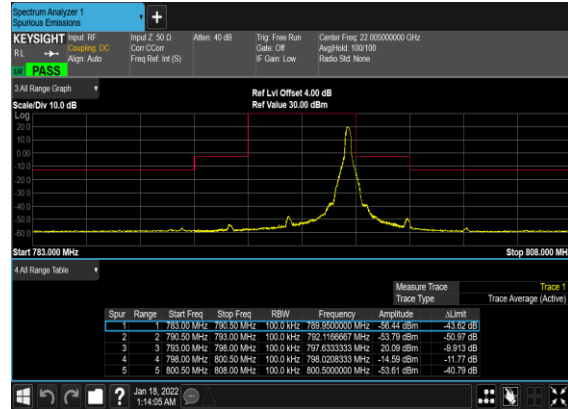 Spectrum Analyzer 1
Spurious Emissions
KEYSIGHT Input: RF Input Z: 50 Ω Atten: 40 dB Trig: Free Run Center Freq: 22.005000000 GHz
RL Coupling: DC Corr CCorr Gate: Off Avg|Hold: 100/100
Align: Auto Freq Ref: Int (S) IF Gain: Low Radio Std: None
PASS
3 All Range Graph
Ref Lvl Offset 4.00 dB
Scale/Div 10.0 dB Ref Value 30.00 dBm
Log
20.0
10.0
0.00
-10.0
-20.0
-30.0
-40.0
-50.0
-60.0
Start 783.000 MHz Stop 808.000 MH
4 All Range Table
Measure Trace Trace 1
Trace Type Trace Average (Active)
Spur Range Start Freq Stop Freq RBW Frequency Amplitude ΔLimit
1 1 783.00 MHz 790.50 MHz 100.0 kHz 789.9500000 MHz -56.44 dBm -43.62 dB
2 2 790.50 MHz 793.00 MHz 100.0 kHz 792.1166667 MHz -53.79 dBm -50.97 dB
3 3 793.00 MHz 798.00 MHz 100.0 kHz 797.6333333 MHz 20.09 dBm -9.913 dB
4 4 798.00 MHz 800.50 MHz 100.0 kHz 798.0208333 MHz -14.59 dBm -11.77 dB
5 5 800.50 MHz 808.00 MHz 100.0 kHz 800.5000000 MHz -53.61 dBm -40.79 dB
Jan 18, 2022
1:14:05 AM